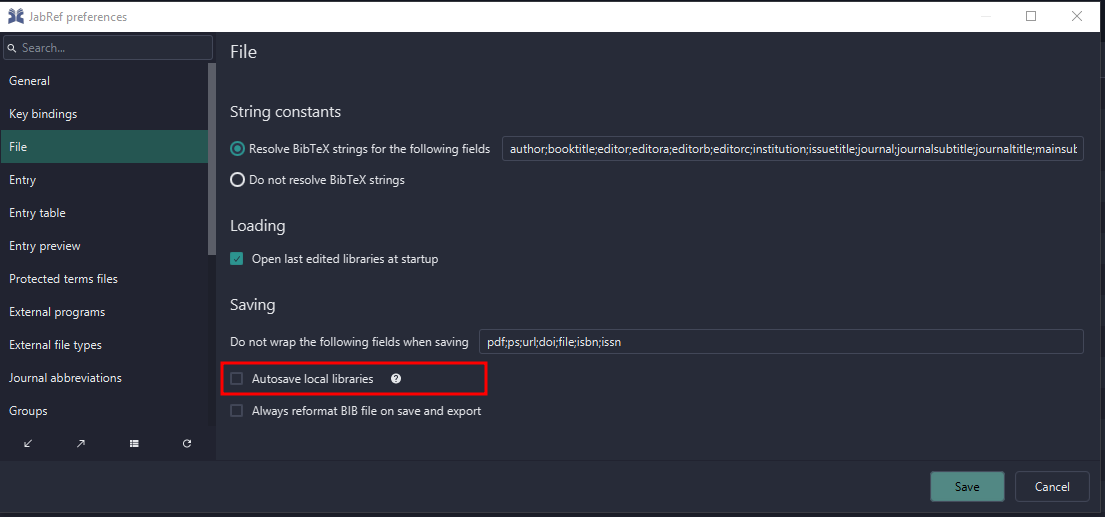 JabRef preferences
Search...
General
Key bindings
File
Entry
Entry table
Entry preview
Protected terms files
External programs
External file types
Journal abbreviations
Groups
File
String constants
Resolve BibTeX strings for the following fields
author;booktitle;editor;editora;editorb;editorc;institution;issuetitle;journal;journalsubtitle;journaltitle;mainsub
Do not resolve BibTeX strings
Loading
Open last edited libraries at startup
Saving
Do not wrap the following fields when saving
pdf;ps;url;doi;file;isbn;issn
Autosave local libraries ?
Always reformat BIB file on save and export
Save
Cancel